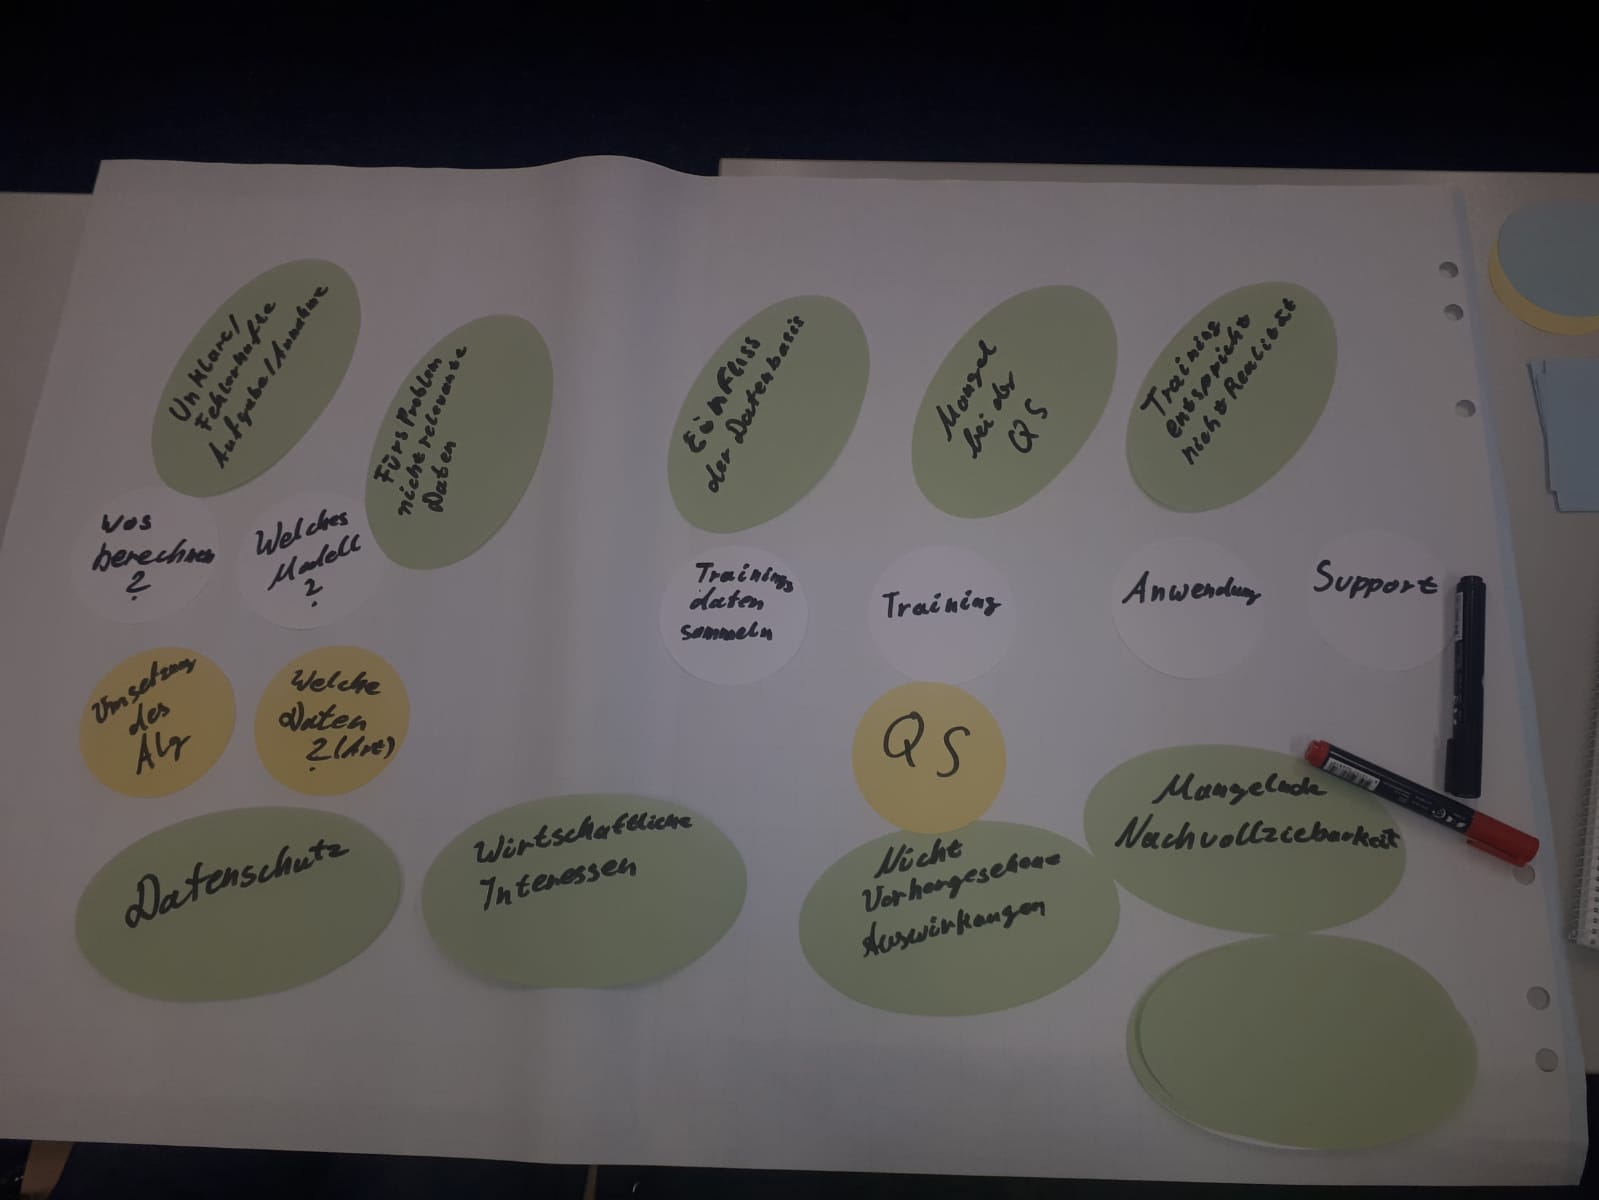 Unklare/
Fehlerhafte
Aufgabe/Annahme
Fürs Problem
nicht relevante
Daten
Einfluss
der Datenbasis
Mangel
bei der
QS
Training
entspricht
nicht Realität
Was
berechnen
?
Welches
Modell
?
Trainings
daten
sammeln
Training
Anwendung
Support
Umsetzung
des
Alg
Welche
Daten
? (Art)
QS
Datenschutz
Wirtschaftliche
Interessen
Nicht
Vorhergesehene
Auswirkungen
Mangelnde
Nachvollziebarkeit